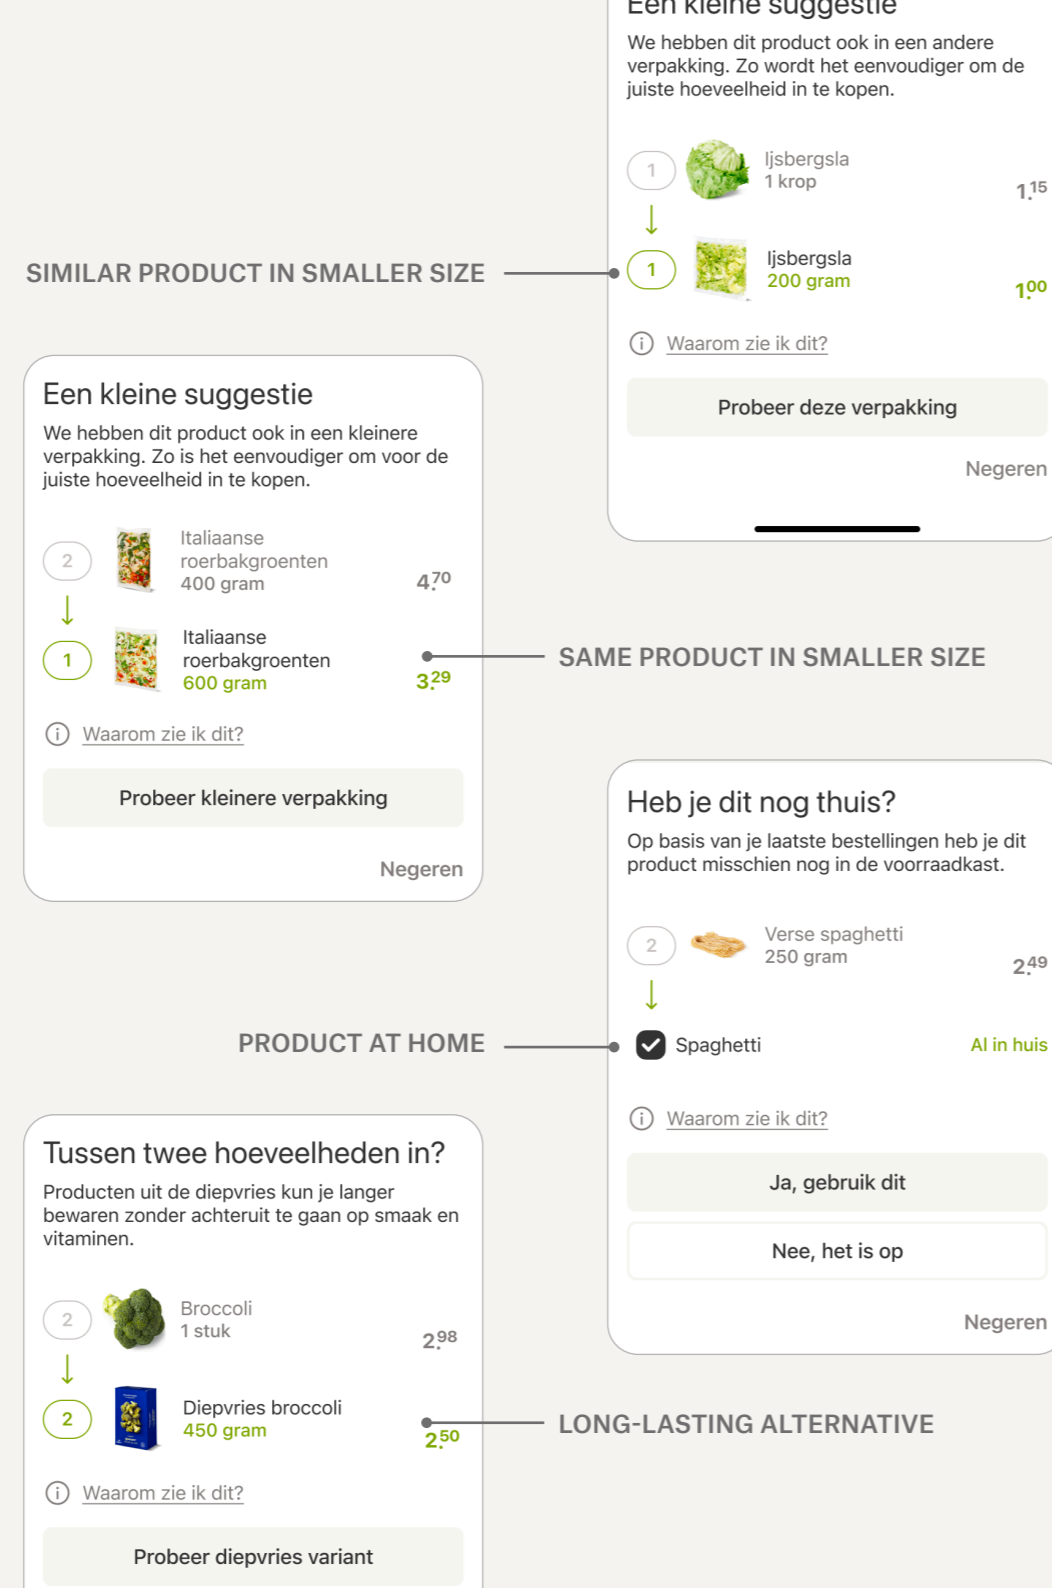 Een kleine suggestie
We hebben dit product ook in een andere
verpakking. Zo wordt het eenvoudiger om de
juiste hoeveelheid in te kopen.
1
Ijsbergsla
1 krop
1.15
SIMILAR PRODUCT IN SMALLER SIZE
1
Ijsbergsla
200 gram
1.00
Waarom zie ik dit?
Probeer deze verpakking
Negeren
Een kleine suggestie
We hebben dit product ook in een kleinere
verpakking. Zo is het eenvoudiger om voor de
juiste hoeveelheid in te kopen.
2
Italiaanse
roerbakgroenten
400 gram
4.70
1
Italiaanse
roerbakgroenten
600 gram
3.29
SAME PRODUCT IN SMALLER SIZE
Waarom zie ik dit?
Probeer kleinere verpakking
Negeren
Heb je dit nog thuis?
Op basis van je laatste bestellingen heb je dit
product misschien nog in de voorraadkast.
2
Verse spaghetti
250 gram
2.49
PRODUCT AT HOME
Spaghetti
Al in huis
Waarom zie ik dit?
Ja, gebruik dit
Nee, het is op
Negeren
Tussen twee hoeveelheden in?
Producten uit de diepvries kun je langer
bewaren zonder achteruit te gaan op smaak en
vitaminen.
2
Broccoli
1 stuk
2.98
2
Diepvries broccoli
450 gram
2.50
LONG-LASTING ALTERNATIVE
Waarom zie ik dit?
Probeer diepvries variant